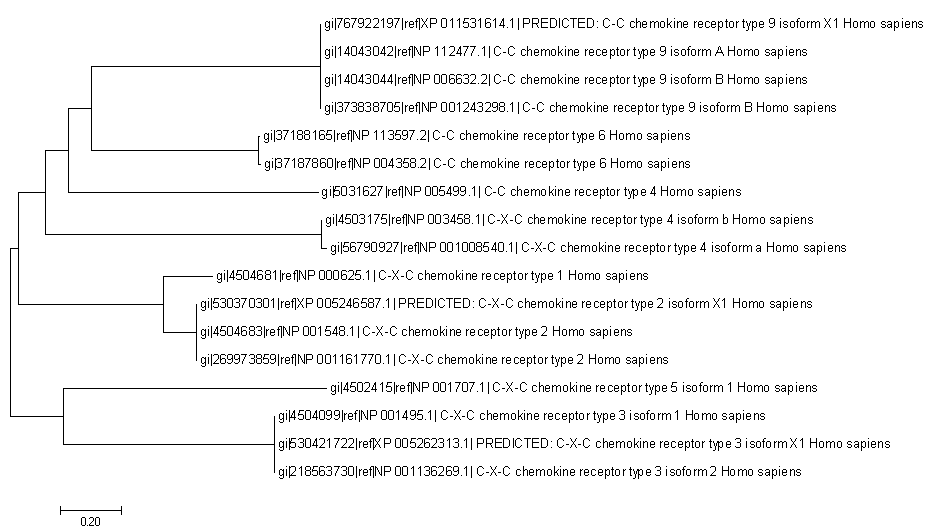 gi|767922197|ref|XP 011531614.1| PREDICTED: C-C chemokine receptor type 9 isoform X1 Homo sapiens
gi|14043042|ref|NP 112477.1| C-C chemokine receptor type 9 isoform A Homo sapiens
gi|14043044|ref|NP 006632.2| C-C chemokine receptor type 9 isoform B Homo sapiens
gi|373838705|ref|NP 001243298.1| C-C chemokine receptor type 9 isoform B Homo sapiens
gi|37188165|ref|NP 113597.2| C-C chemokine receptor type 6 Homo sapiens
gi|37187860|ref|NP 004358.2| C-C chemokine receptor type 6 Homo sapiens
gi|5031627|ref|NP 005499.1| C-C chemokine receptor type 4 Homo sapiens
gi|4503175|ref|NP 003458.1| C-X-C chemokine receptor type 4 isoform b Homo sapiens
gi|56790927|ref|NP 001008540.1| C-X-C chemokine receptor type 4 isoform a Homo sapiens
gi|4504681|ref|NP 000625.1| C-X-C chemokine receptor type 1 Homo sapiens
gi|530370301|ref|XP 005246587.1| PREDICTED: C-X-C chemokine receptor type 2 isoform X1 Homo sapiens
gi|4504683|ref|NP 001548.1| C-X-C chemokine receptor type 2 Homo sapiens
gi|269973859|ref|NP 001161770.1| C-X-C chemokine receptor type 2 Homo sapiens
gi|4502415|ref|NP 001707.1| C-X-C chemokine receptor type 5 isoform 1 Homo sapiens
gi|4504099|ref|NP 001495.1| C-X-C chemokine receptor type 3 isoform 1 Homo sapiens
gi|530421722|ref|XP 005262313.1| PREDICTED: C-X-C chemokine receptor type 3 isoform X1 Homo sapiens
gi|218563730|ref|NP 001136269.1| C-X-C chemokine receptor type 3 isoform 2 Homo sapiens
0.20